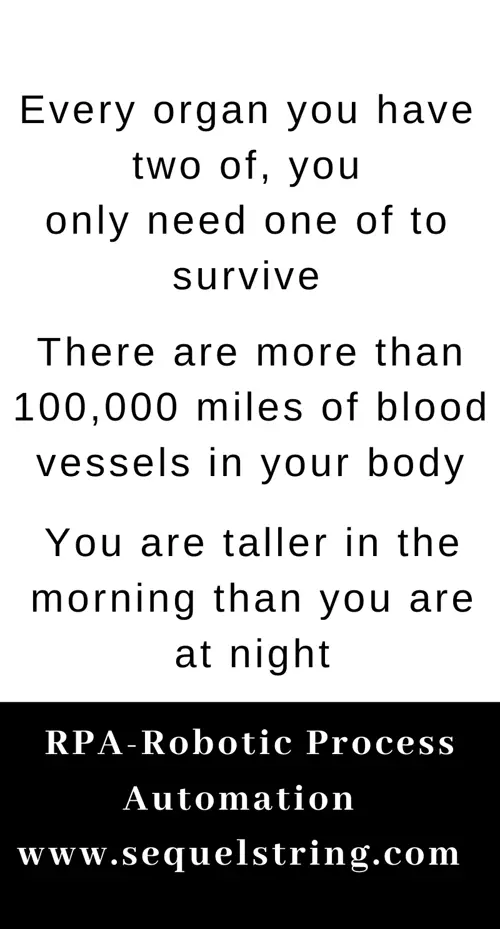 Every organ you have
two of, you
only need one of to
survive
There are more than
100,000 miles of blood
vessels in your body
You are taller in the
morning than you are
at night
RPA-Robotic Process
Automation
www.sequelstring.com